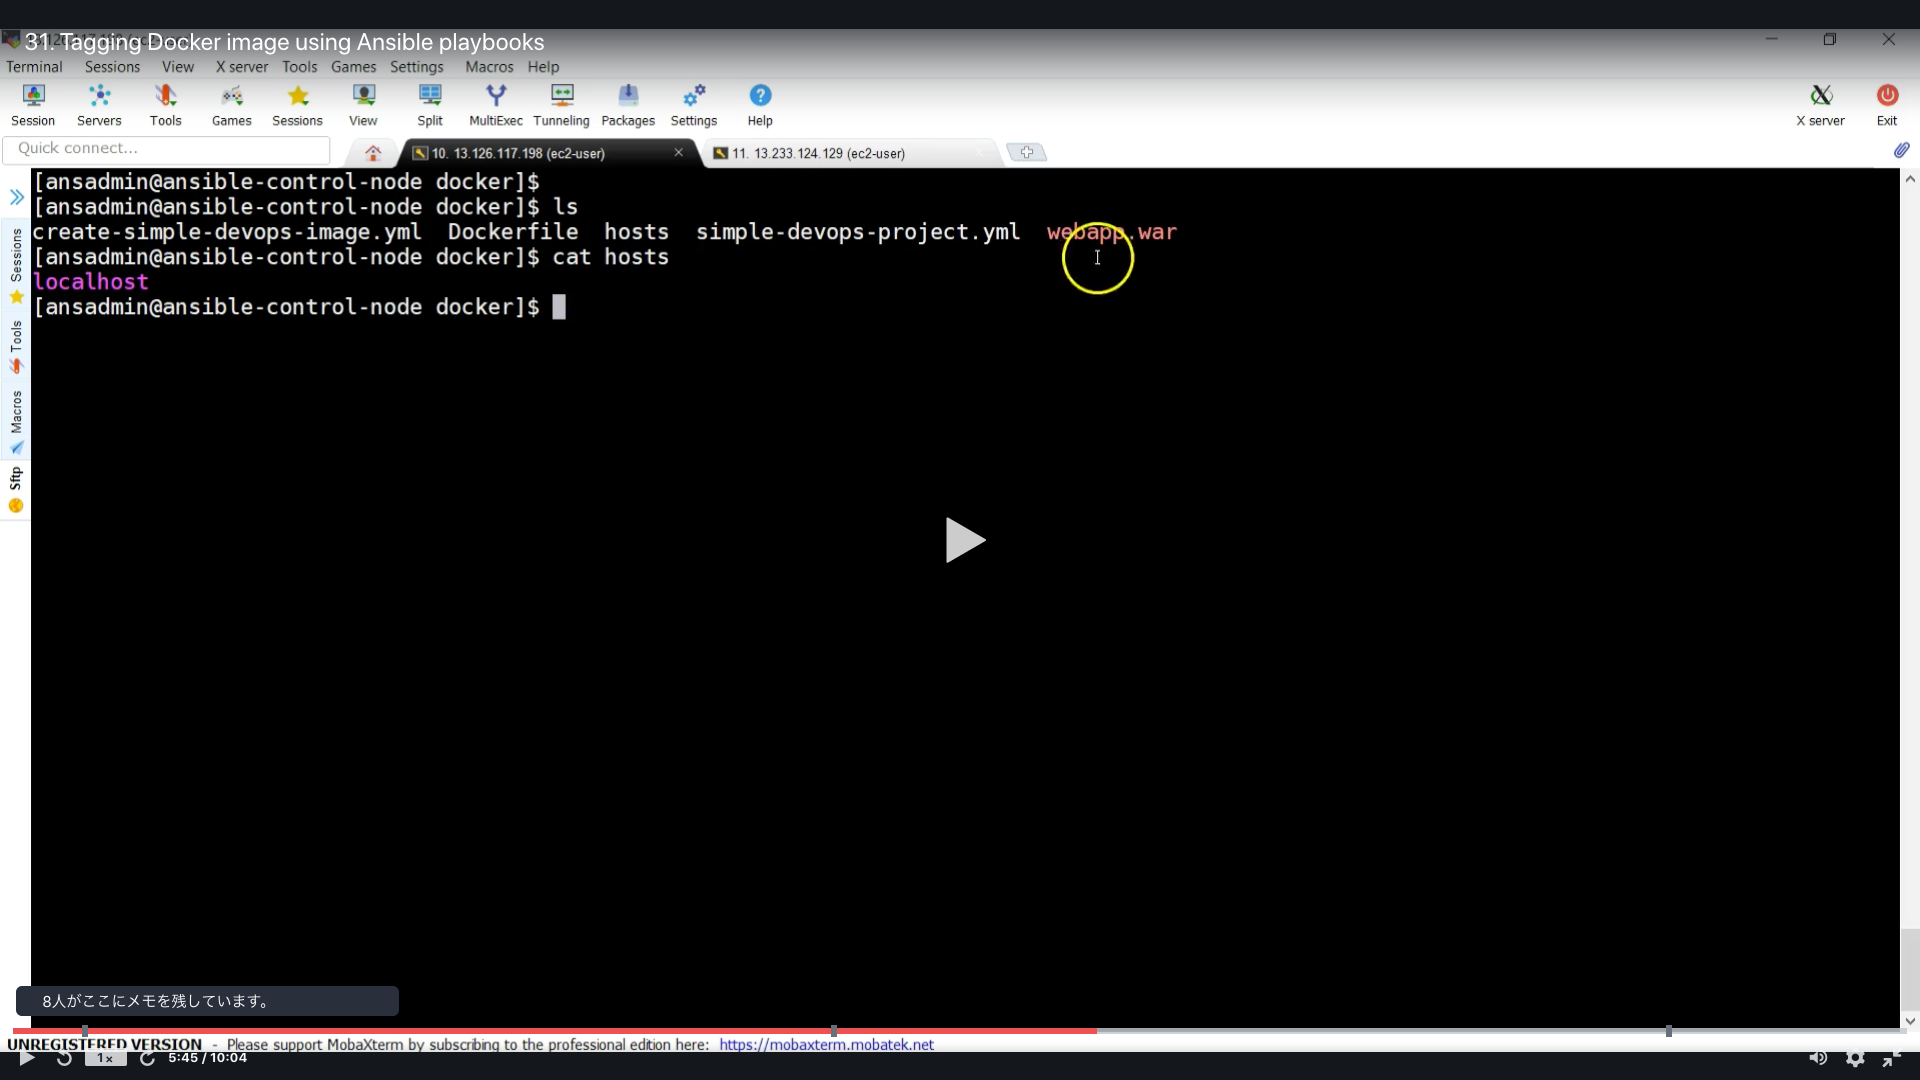 31. Tagging Docker image using Ansible playbooks
Terminal Sessions View X server Tools Games Settings Macros Help
Session Servers Tools Games Sessions View Split MultiExec Tunneling Packages Settings Help X server Exit
Quick connect...
10. 13.126.117.198 (ec2-user)
11. 13.233.124.129 (ec2-user)
[ansadmin@ansible-control-node docker]$
[ansadmin@ansible-control-node docker]$ ls
create-simple-devops-image.yml Dockerfile hosts simple-devops-project.yml webapp.war
[ansadmin@ansible-control-node docker]$ cat hosts
localhost
[ansadmin@ansible-control-node docker]$
Sessions
Tools
Macros
Sftp
8人がここにメモを残しています。
UNREGISTERED VERSION - Please support MobaXterm by subscribing to the professional edition here: https://mobaxterm.mobatek.net
1x 5:45 / 10:04